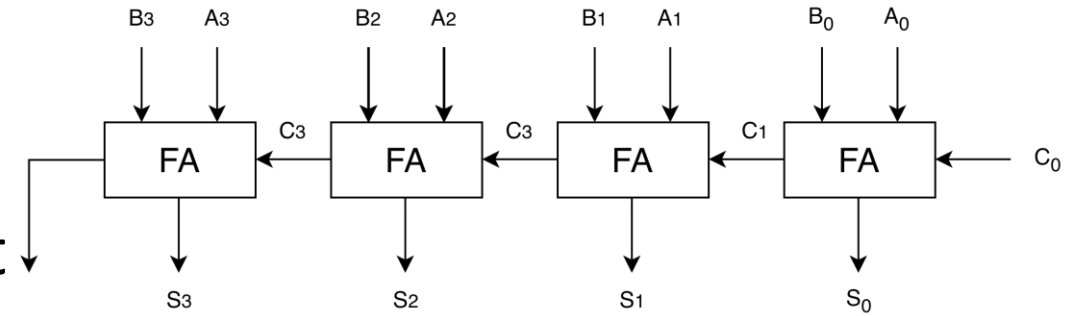 B3 A3 B2 A2 B1 A1 B₀ A₀
C3 C3 C1
FA FA FA FA C₀
t
S3 S2 S1 S₀